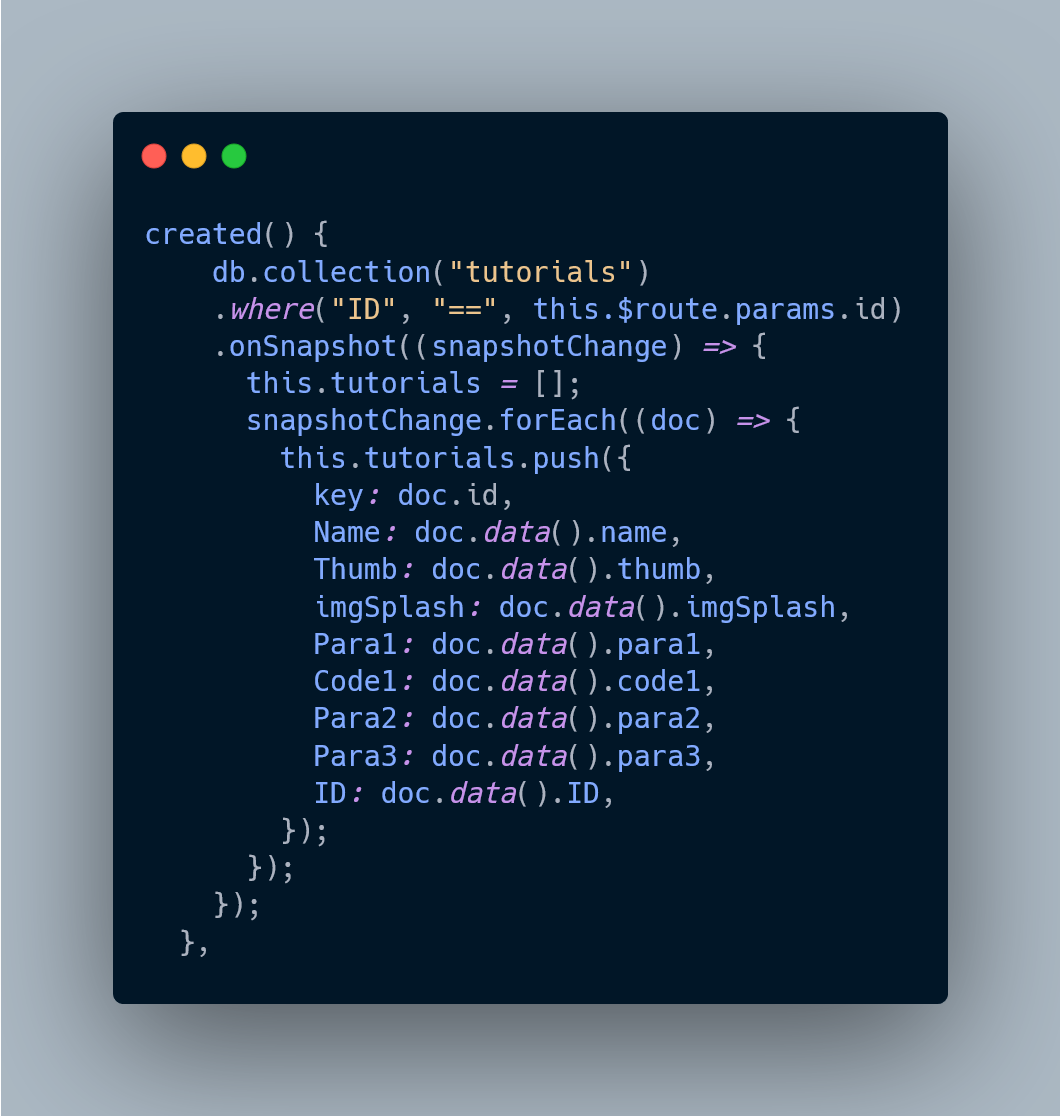 created() {
    db.collection("tutorials")
    .where("ID", "==", this.$route.params.id)
    .onSnapshot((snapshotChange) => {
      this.tutorials = [];
      snapshotChange.forEach((doc) => {
        this.tutorials.push({
          key: doc.id,
          Name: doc.data().name,
          Thumb: doc.data().thumb,
          imgSplash: doc.data().imgSplash,
          Para1: doc.data().para1,
          Code1: doc.data().code1,
          Para2: doc.data().para2,
          Para3: doc.data().para3,
          ID: doc.data().ID,
        });
      });
    });
  },